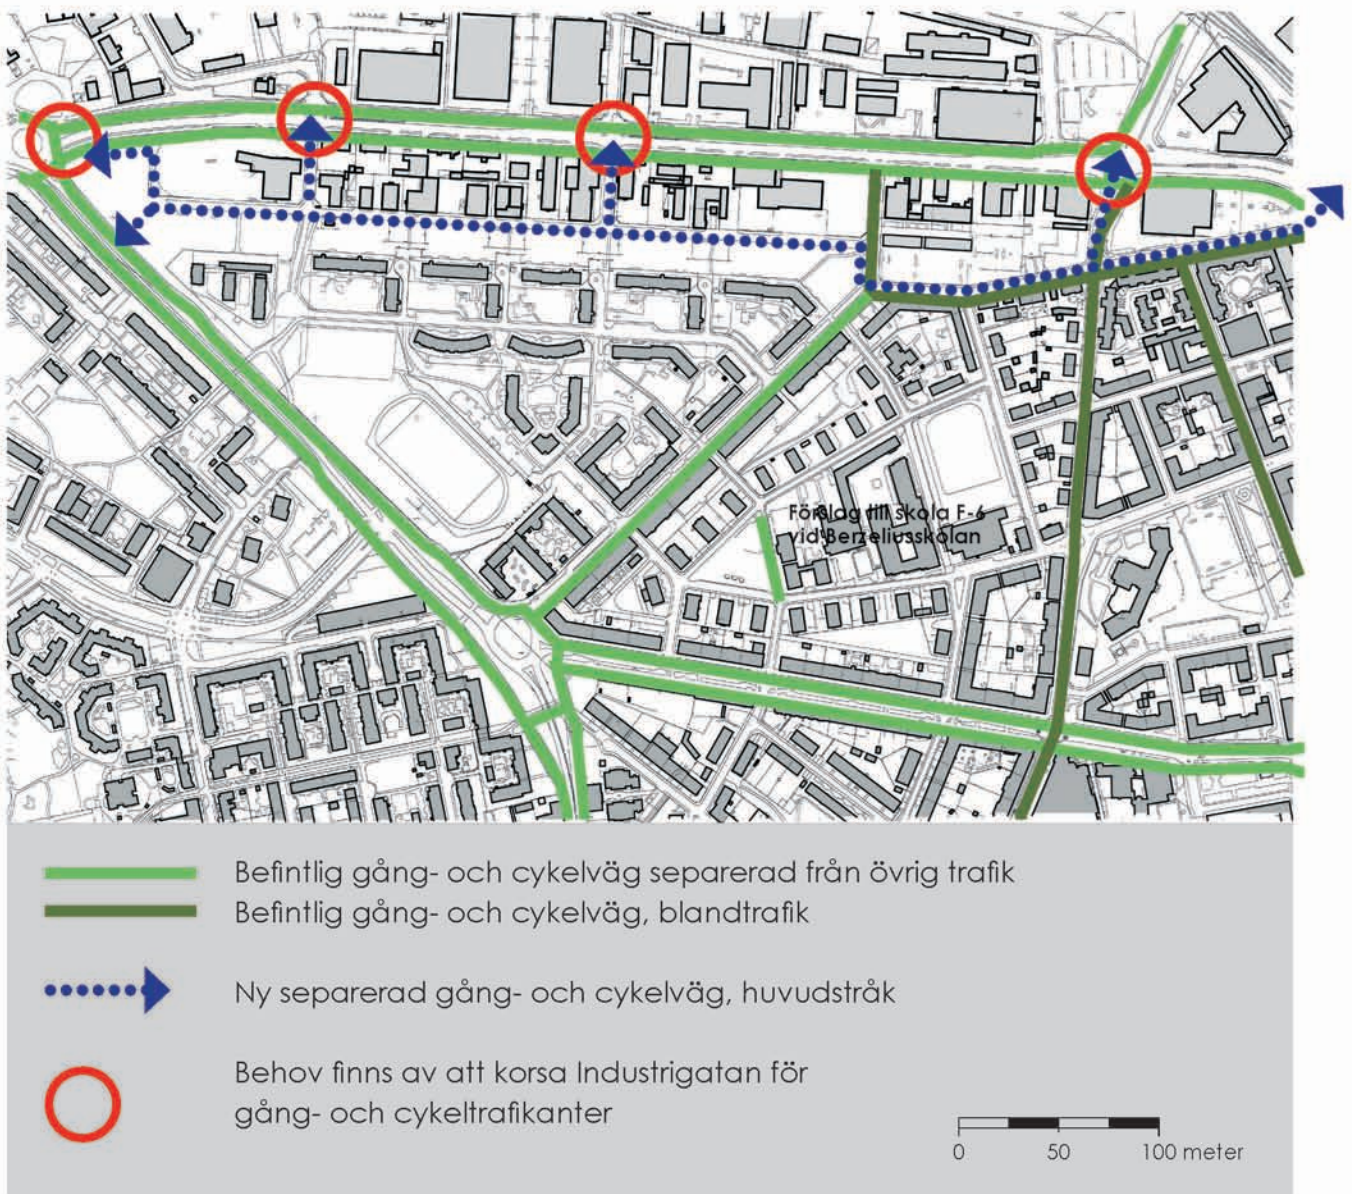 Förslag till skola F-6
vid Berzeliusskolan
Befintlig gång- och cykelväg separerad från övrig trafik
Befintlig gång- och cykelväg, blandtrafik
Ny separerad gång- och cykelväg, huvudstråk
Behov finns av att korsa Industrigatan för
gång- och cykeltrafikanter
0 50 100 meter